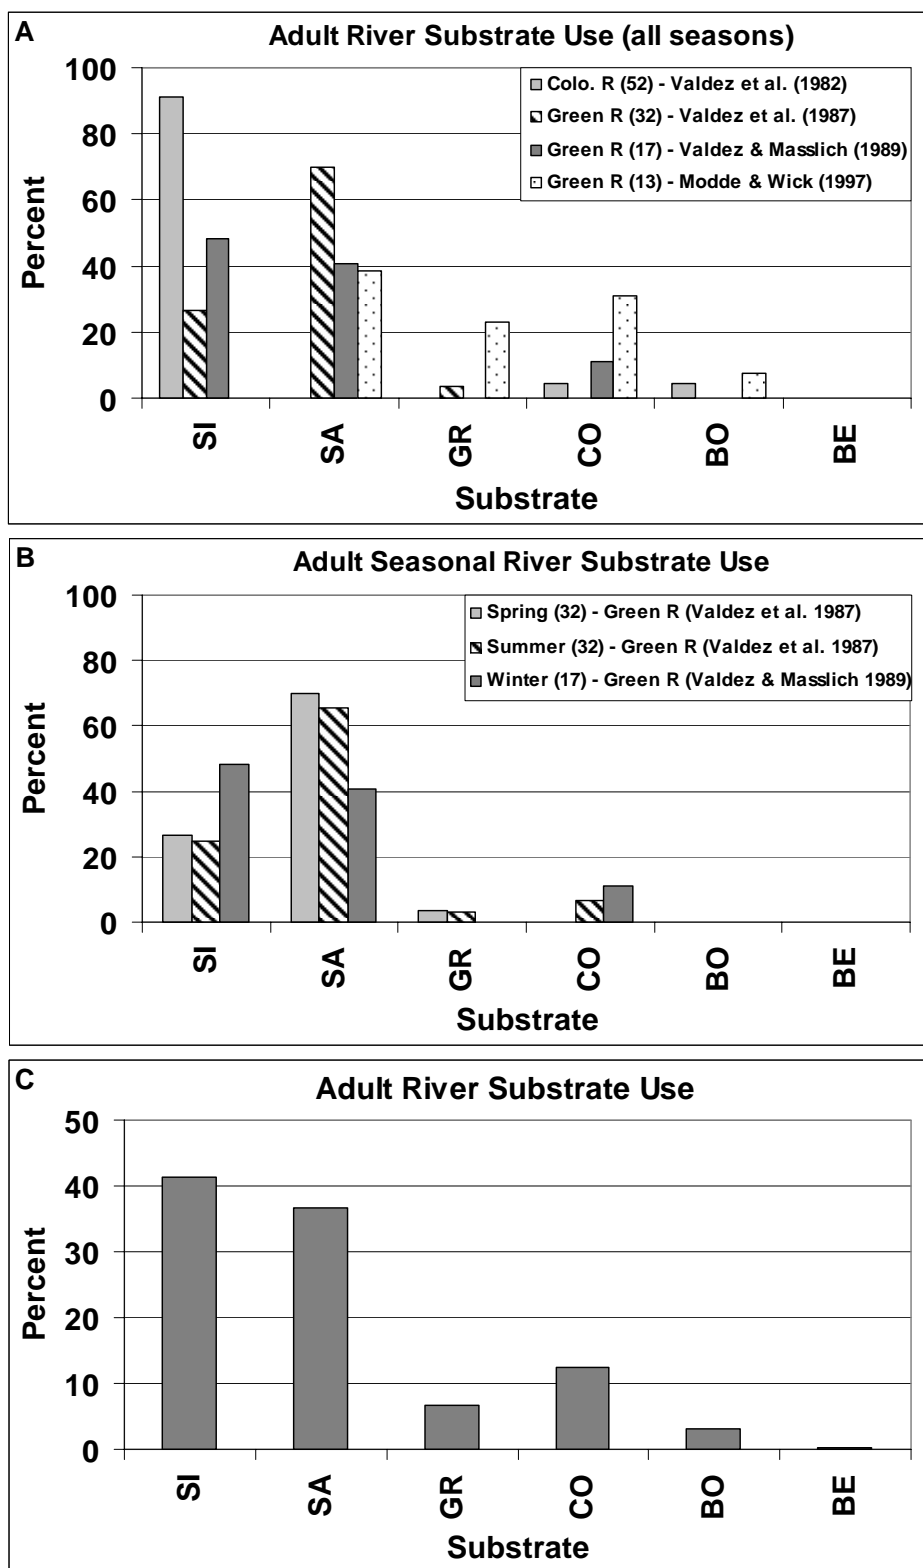 A
Adult River Substrate Use (all seasons)
Colo. R (52) - Valdez et al. (1982)
Green R (32) - Valdez et al. (1987)
Green R (17) - Valdez & Masslich (1989)
Green R (13) - Modde & Wick (1997)
Percent
100
80
60
40
20
0
SI SA GR CO BO BE
Substrate
B
Adult Seasonal River Substrate Use
Spring (32) - Green R (Valdez et al. 1987)
Summer (32) - Green R (Valdez et al. 1987)
Winter (17) - Green R (Valdez & Masslich 1989)
Percent
100
80
60
40
20
0
SI SA GR CO BO BE
Substrate
C
Adult River Substrate Use
Percent
50
40
30
20
10
0
SI SA GR CO BO BE
Substrate